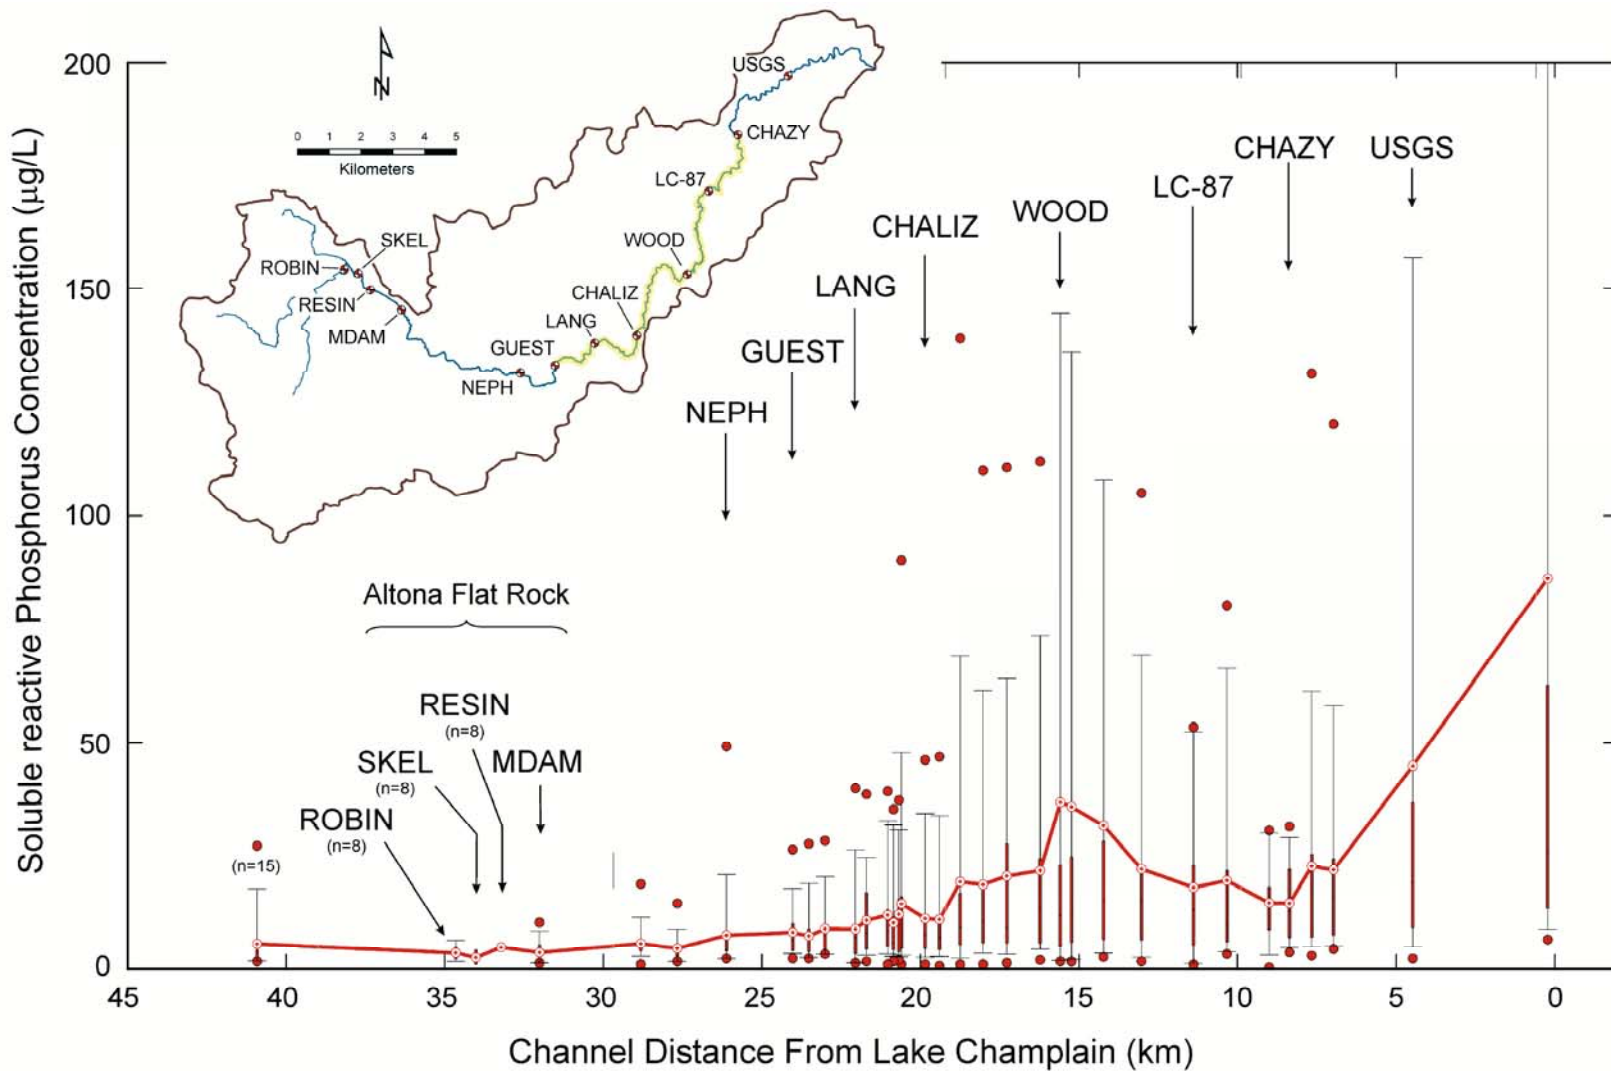 200
150
100
50
0
Soluble reactive Phosphorus Concentration (µg/L)
N
0 1 2 3 4 5
Kilometers
USGS
CHAZY
LC-87
WOOD
CHALIZ
LANG
GUEST
NEPH
SKEL
ROBIN
RESIN
MDAM
CHAZY
USGS
LC-87
WOOD
CHALIZ
LANG
GUEST
NEPH
Altona Flat Rock
RESIN
(n=8)
SKEL
(n=8)
MDAM
ROBIN
(n=8)
(n=15)
45 40 35 30 25 20 15 10 5 0
Channel Distance From Lake Champlain (km)